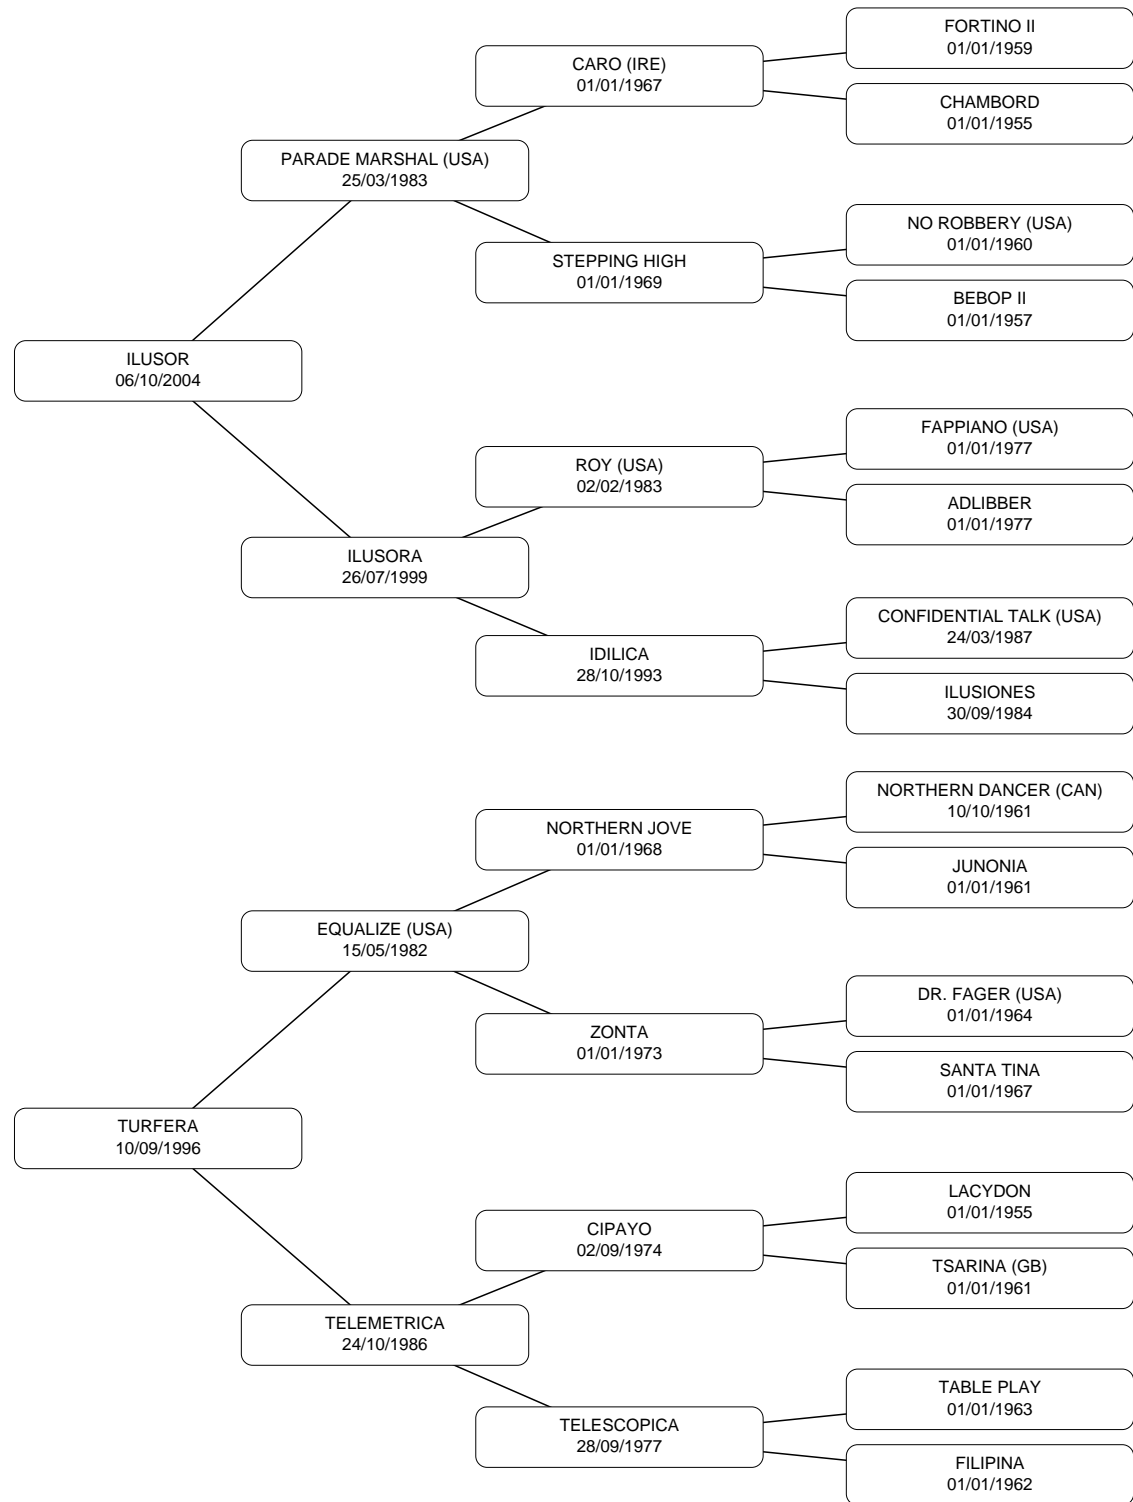 FORTINO II
01/01/1959
CARO (IRE)
01/01/1967
CHAMBORD
01/01/1955
PARADE MARSHAL (USA)
25/03/1983
NO ROBBERY (USA)
01/01/1960
STEPPING HIGH
01/01/1969
BEBOP II
01/01/1957
ILUSOR
06/10/2004
FAPPIANO (USA)
01/01/1977
ROY (USA)
02/02/1983
ADLIBBER
01/01/1977
ILUSORA
26/07/1999
CONFIDENTIAL TALK (USA)
24/03/1987
IDILICA
28/10/1993
ILUSIONES
30/09/1984
NORTHERN DANCER (CAN)
10/10/1961
NORTHERN JOVE
01/01/1968
JUNONIA
01/01/1961
EQUALIZE (USA)
15/05/1982
DR. FAGER (USA)
01/01/1964
ZONTA
01/01/1973
SANTA TINA
01/01/1967
TURFERA
10/09/1996
LACYDON
01/01/1955
CIPAYO
02/09/1974
TSARINA (GB)
01/01/1961
TELEMETRICA
24/10/1986
TABLE PLAY
01/01/1963
TELESCOPICA
28/09/1977
FILIPINA
01/01/1962